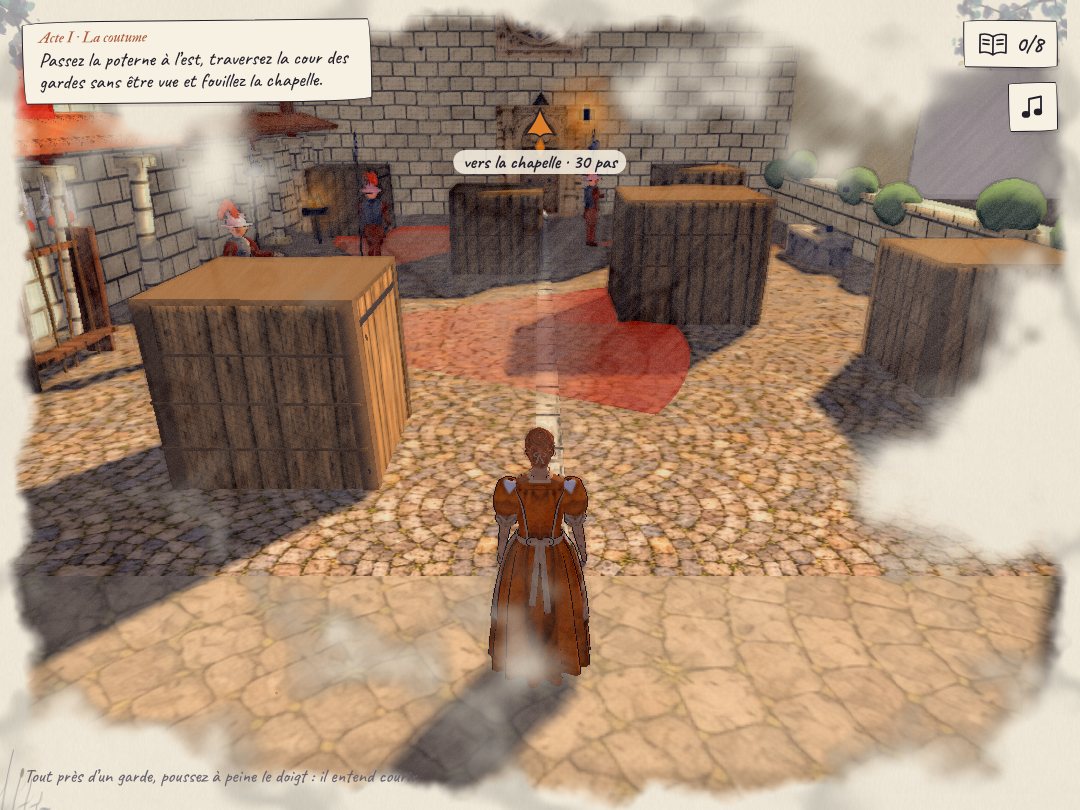 Acte I · La coutume
Passez la poterne à l'est, traversez la cour des
gardes sans être vue et fouillez la chapelle.
0/8
vers la chapelle · 30 pas
Tout près d'un garde, poussez à peine le doigt : il entend